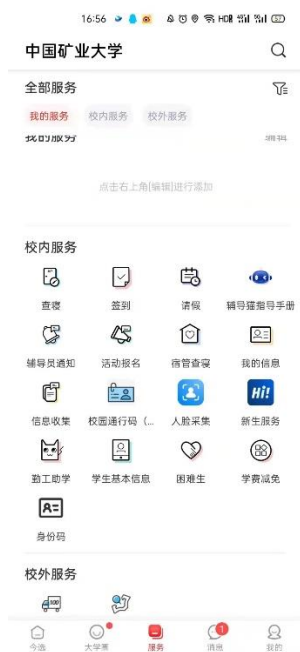 16:56
HDR
中国矿业大学
全部服务
我的服务 校内服务 校外服务
我的服务 编辑
点击右上角[编辑]进行添加
校内服务
查寝 签到 请假 辅导猫指导手册
辅导员通知 活动报名 宿管查寝 我的信息
Hi!
信息收集 校园通行码（... 人脸采集 新生服务
勤工助学 学生基本信息 困难生 学费减免
身份码
校外服务
今选 大学黑 服务 消息 我的
1